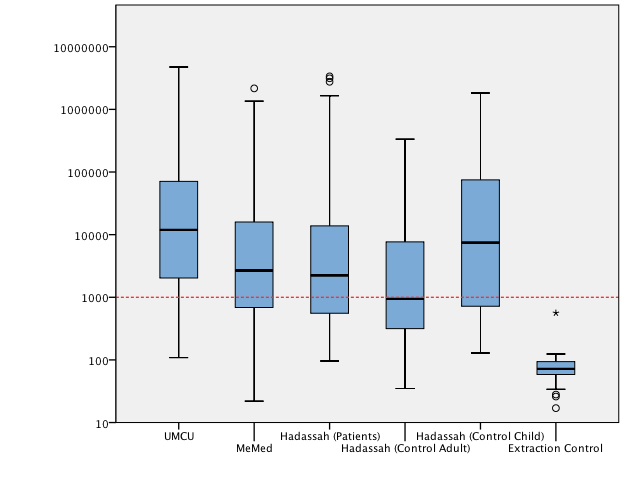 10000000
1000000
100000
10000
1000
100
10
UMCU
MeMed
Hadassah (Patients)
Hadassah (Control Adult)
Hadassah (Control Child)
Extraction Control